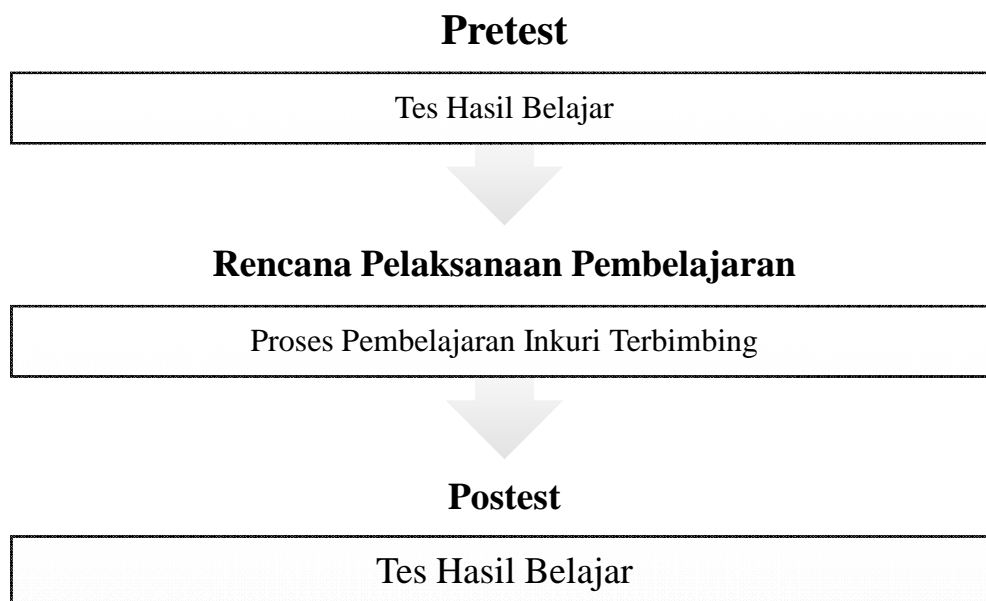 Pretest
Tes Hasil Belajar
Rencana Pelaksanaan Pembelajaran
Proses Pembelajaran Inkuri Terbimbing
Postest
Tes Hasil Belajar